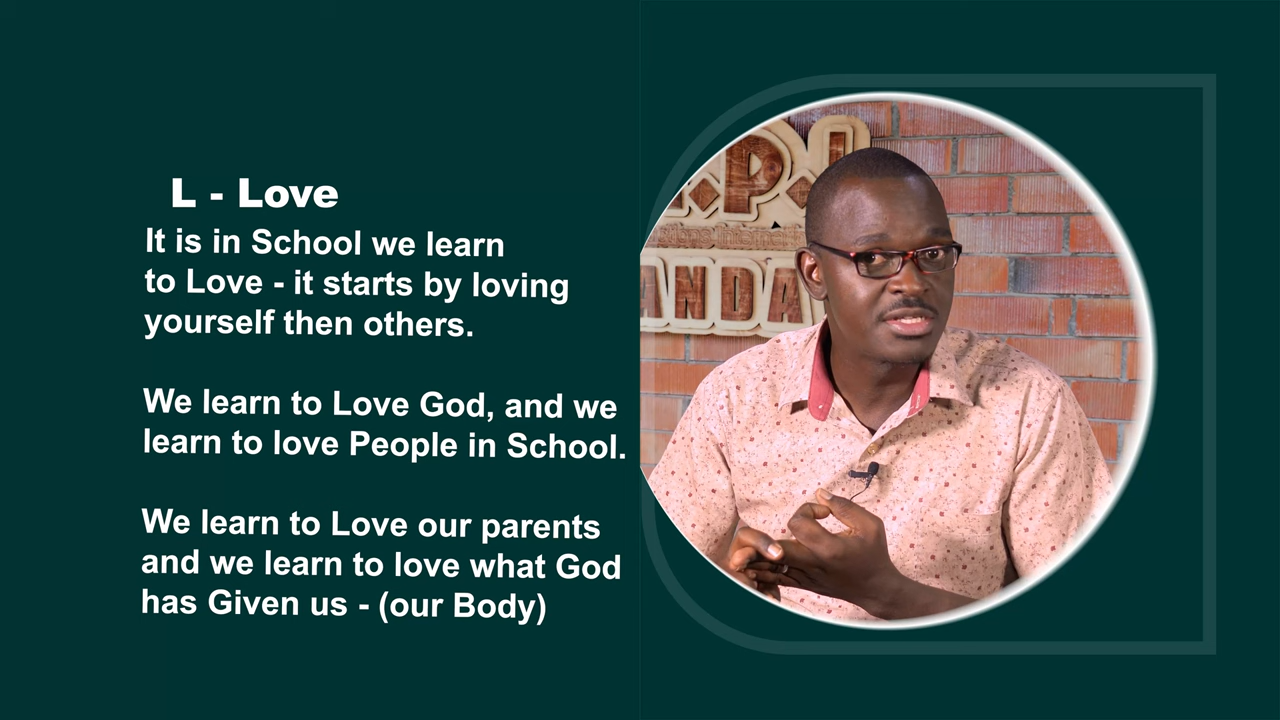 L - Love
It is in School we learn
to Love - it starts by loving
yourself then others.
We learn to Love God, and we
learn to love People in School.
We learn to Love our parents
and we learn to love what God
has Given us - (our Body)
.P.I
ANDA